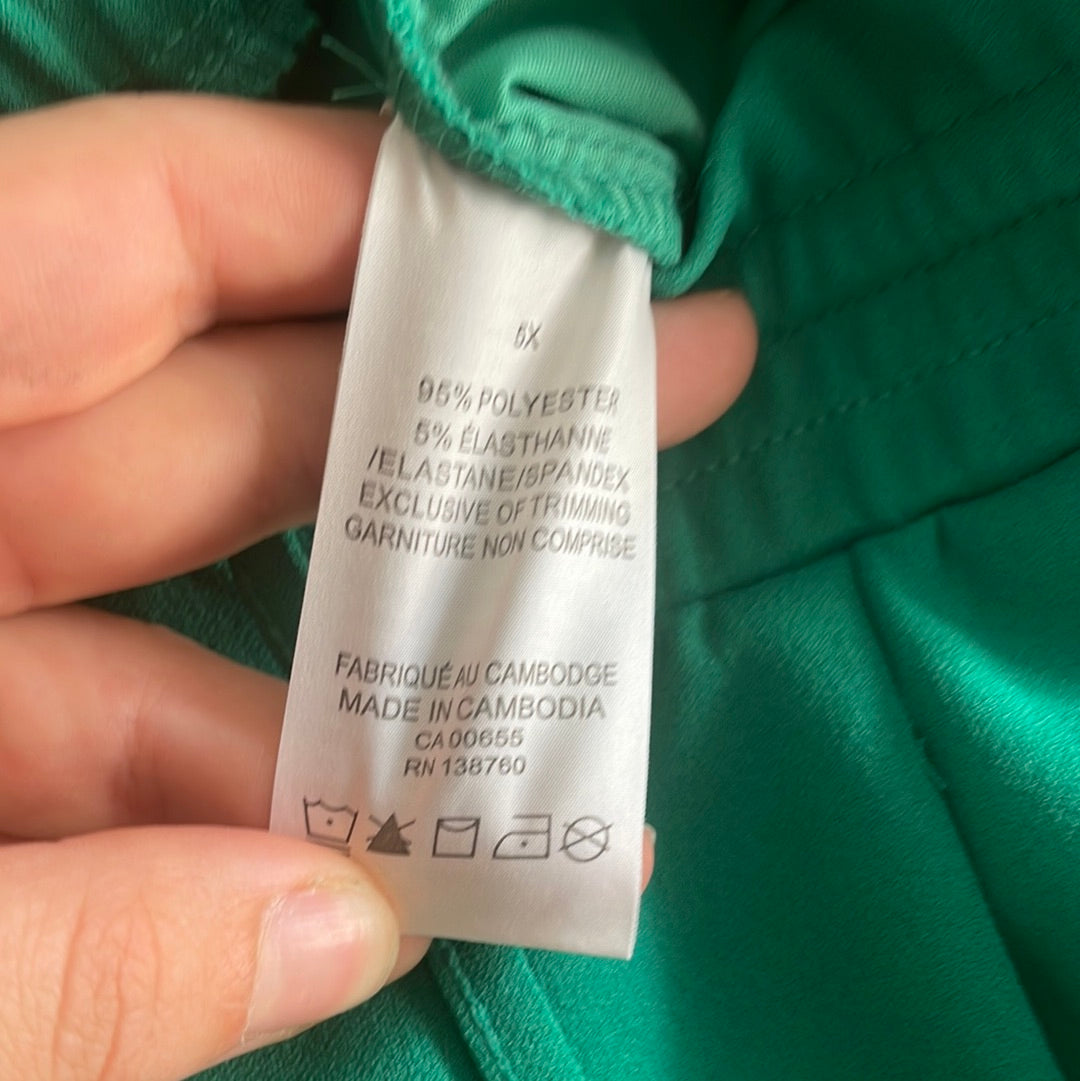 5X
95% POLYESTER
5% ÉLASTHANNE
/ELASTANE/SPANDEX
EXCLUSIVE OF TRIMMING
GARNITURE NON COMPRISE
FABRIQUÉ AU CAMBODGE
MADE IN CAMBODIA
CA 00655
RN 138760